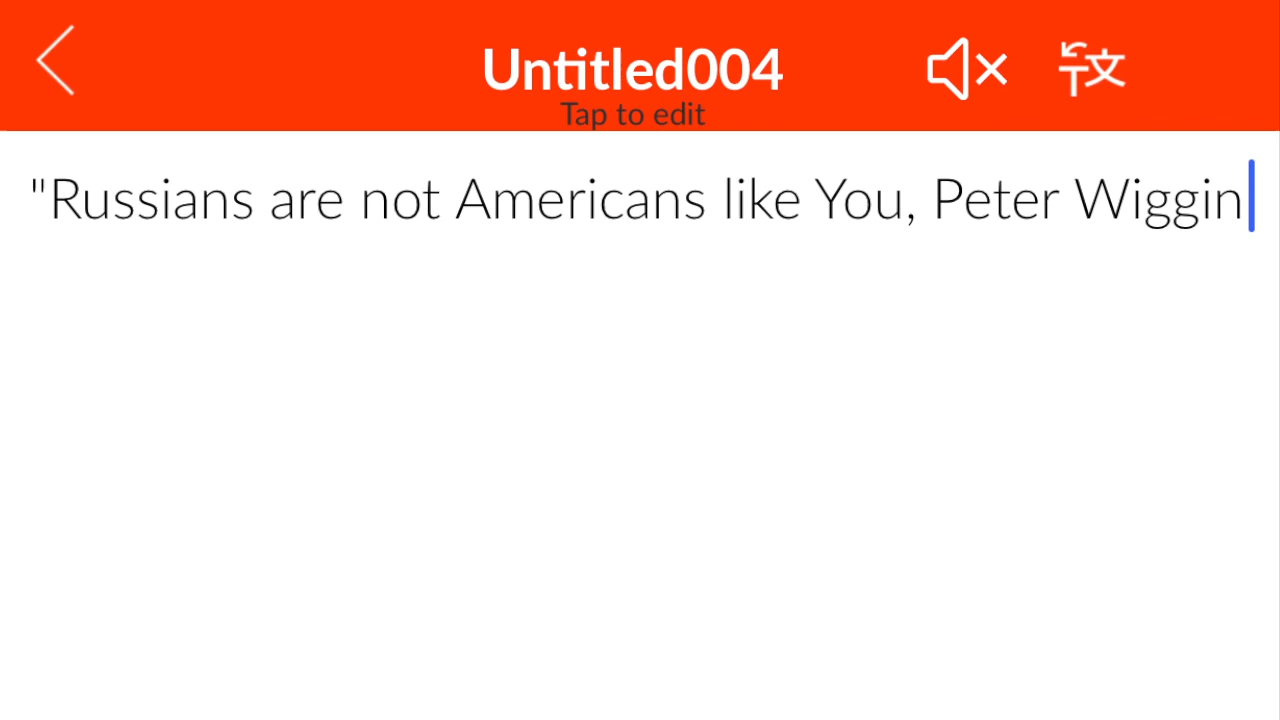 Untitled004
Tap to edit
"Russians are not Americans like You, Peter Wiggin